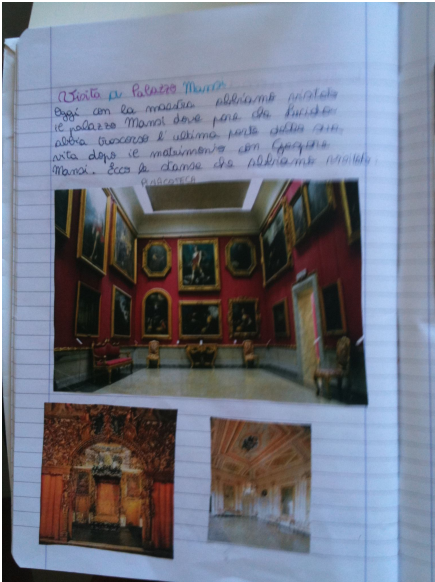 Visita a Palazzo Mansi.
Oggi con la maestra abbiamo visitato
il palazzo Mansi dove pare che Lucida
abbia trascorso l'ultima parte della sua
vita dopo il matrimonio con Gaspare
Mansi. Ecco le stanze che abbiamo visitato.
PINACOTECA